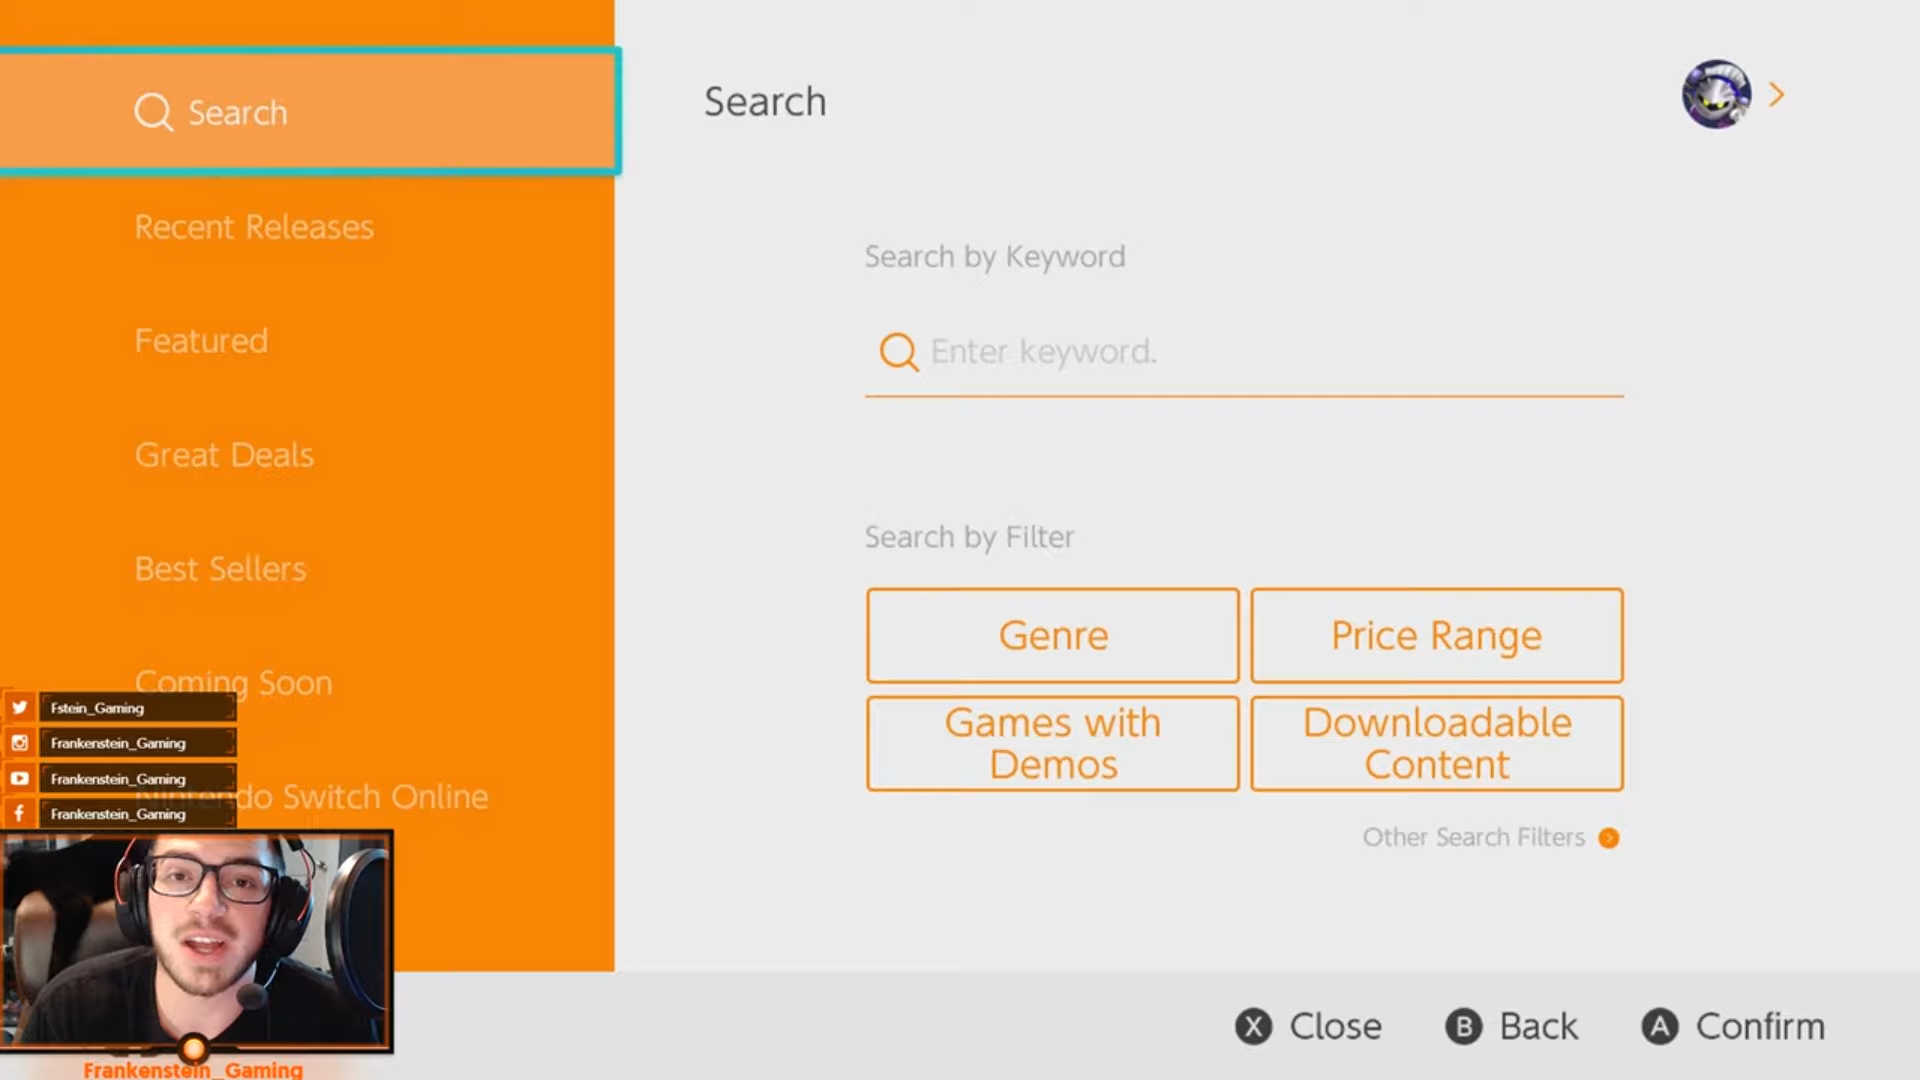 Search
Recent Releases
Featured
Great Deals
Best Sellers
Coming Soon
Nintendo Switch Online
Fstein_Gaming
Frankenstein_Gaming
Frankenstein_Gaming
Frankenstein_Gaming
Frankenstein_Gaming
Search
Search by Keyword
Enter keyword.
Search by Filter
Genre
Price Range
Games with
Demos
Downloadable
Content
Other Search Filters
X Close
B Back
A Confirm